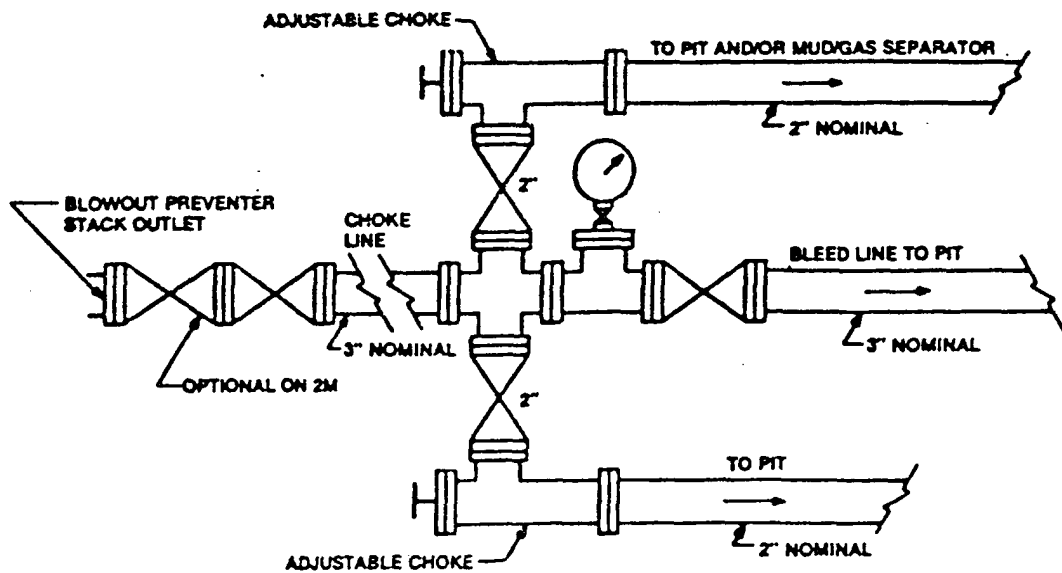 ADJUSTABLE CHOKE
TO PIT AND/OR MUD/GAS SEPARATOR
2" NOMINAL
2"
BLOWOUT PREVENTER
STACK OUTLET
CHOKE
LINE
BLEED LINE TO PIT
3" NOMINAL
3" NOMINAL
OPTIONAL ON 2M
2"
TO PIT
ADJUSTABLE CHOKE
2" NOMINAL